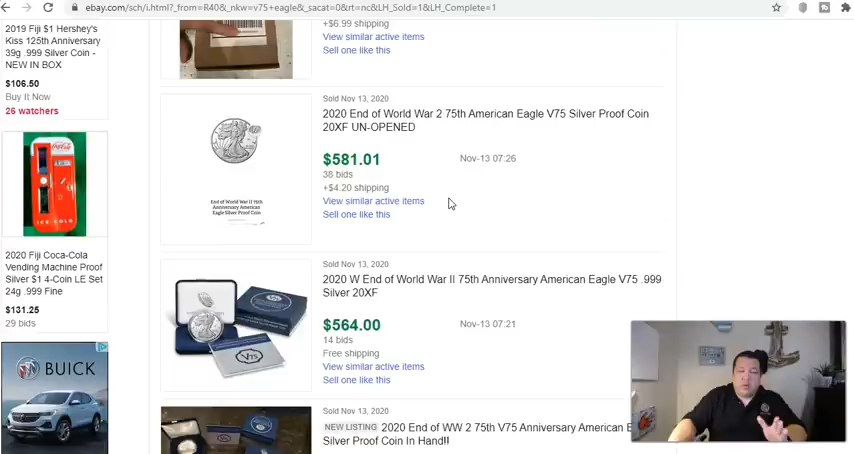 ebay.com/sch/i.html?_from=R40&_nkw=v75+eagle&_sacat=0&rt=nc&LH_Sold=1&LH_Complete=1
2019 Fiji $1 Hershey's
Kiss 125th Anniversary
39g .999 Silver Coin -
NEW IN BOX
$106.50
Buy It Now
26 watchers
Coca-Cola
ICE COLD
2020 Fiji Coca-Cola
Vending Machine Proof
Silver $1 4-Coin LE Set
24g .999 Fine
$131.25
29 bids
BUICK
+$6.99 shipping
View similar active items
Sell one like this
Sold Nov 13, 2020
2020 End of World War 2 75th American Eagle V75 Silver Proof Coin
20XF UN-OPENED
$581.01
Nov-13 07:26
38 bids
+$4.20 shipping
View similar active items
Sell one like this
End of World War II 75th
Anniversary American
Eagle Silver Proof Coin
Sold Nov 13, 2020
2020 W End of World War II 75th Anniversary American Eagle V75 .999
Silver 20XF
$564.00
Nov-13 07:21
14 bids
Free shipping
View similar active items
Sell one like this
V75
Sold Nov 13, 2020
NEW LISTING 2020 End of WW 2 75th V75 Anniversary American E
Silver Proof Coin In Hand!!